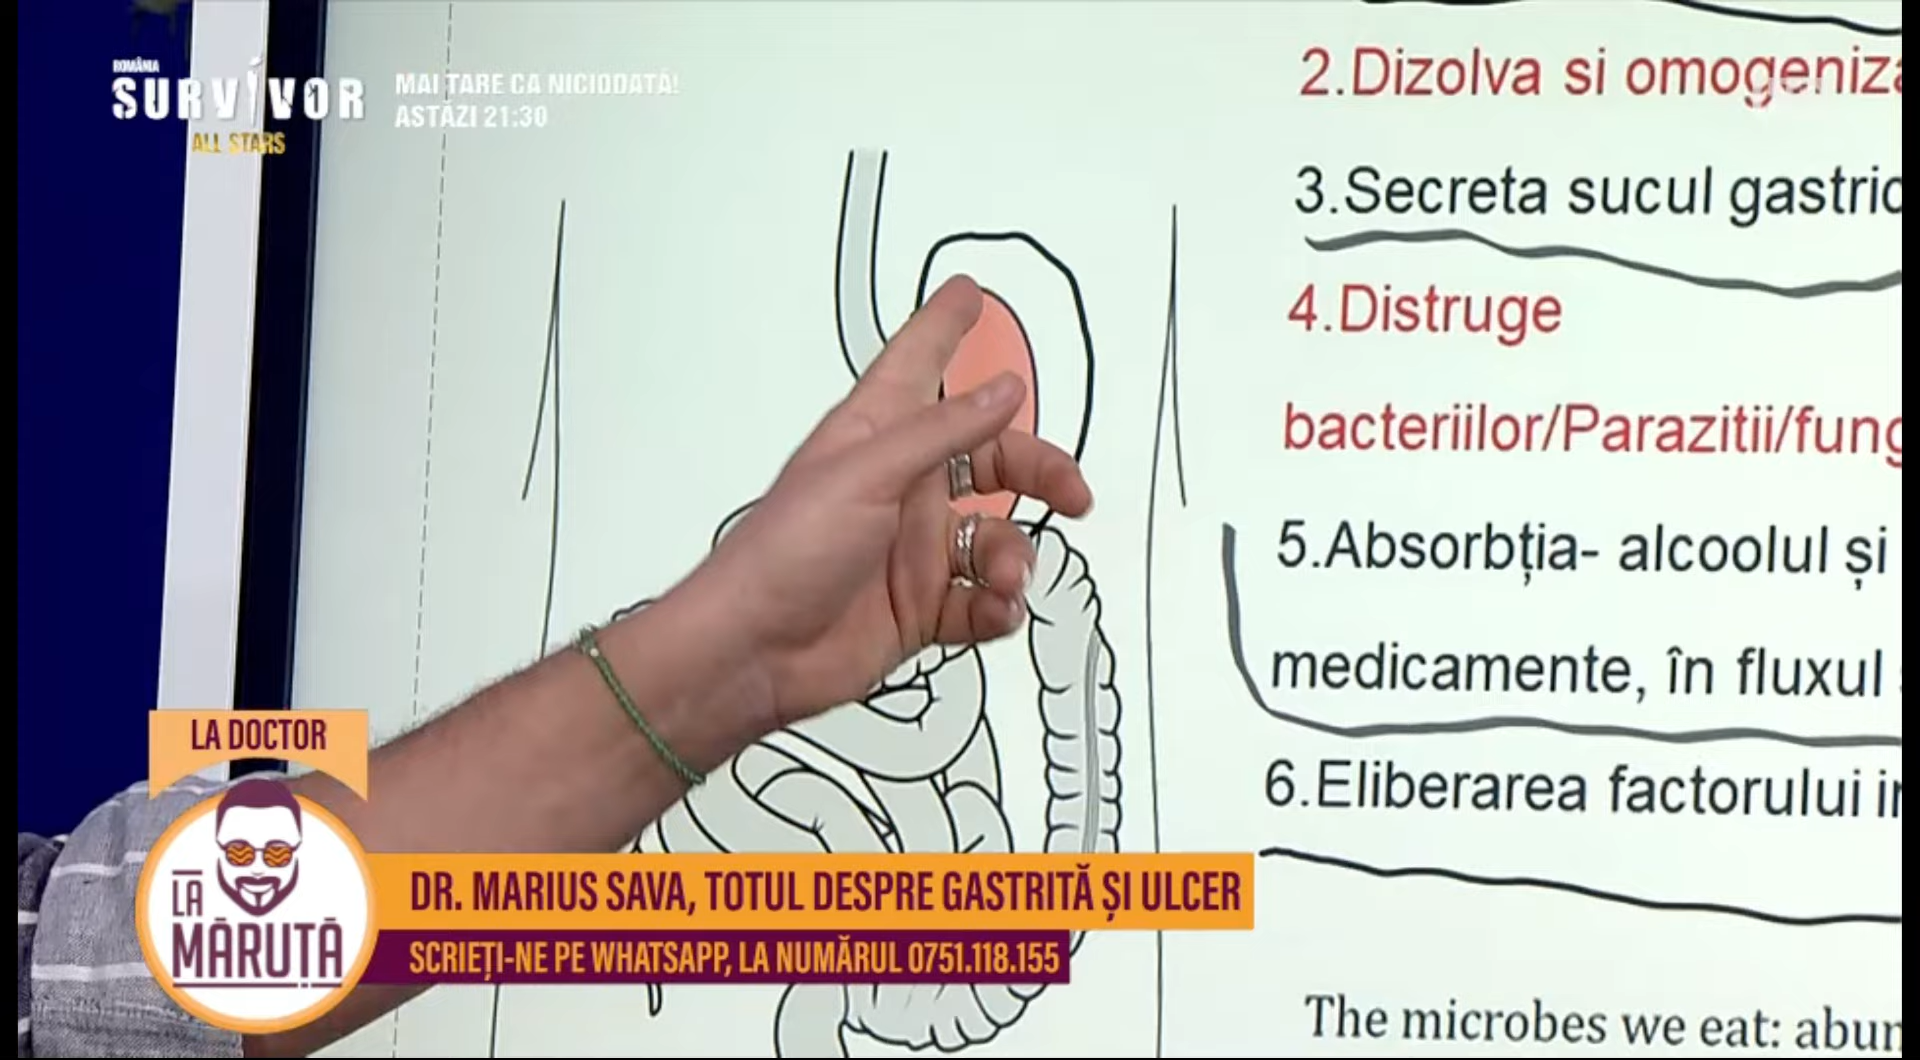 ROMÂNIA
SURVIVOR
ALL STARS
MAI TARE CA NICIODATĂ!
ASTĂZI 21:30
2.Dizolva si omogeniza
3.Secreta sucul gastric
4.Distruge
bacteriilor/Parazitii/fung
5.Absorbția- alcoolul și
medicamente, în fluxul
6.Eliberarea factorului in
The microbes we eat: abun
LA DOCTOR
LA
MĂRUȚĂ
DR. MARIUS SAVA, TOTUL DESPRE GASTRITĂ ȘI ULCER
SCRIEȚI-NE PE WHATSAPP, LA NUMĂRUL 0751.118.155